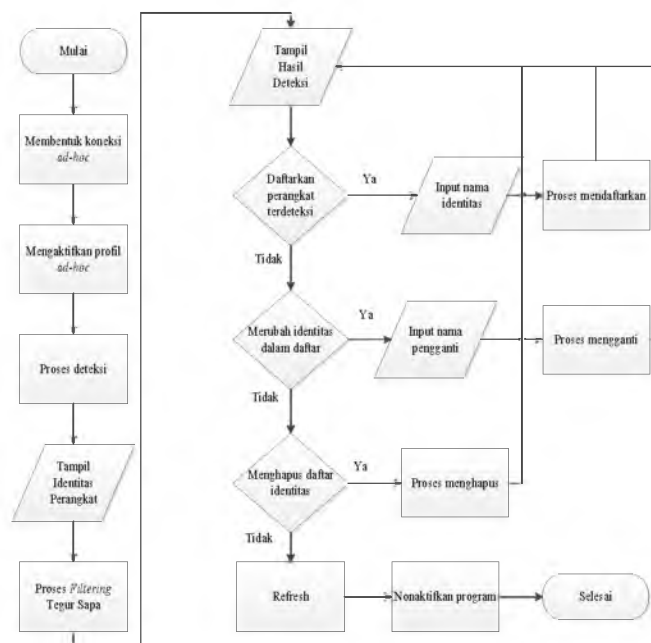 Mulai
Membentuk koneksi
ad-hoc
Mengaktifkan profil
ad-hoc
Proses deteksi
Tampil
Identitas
Perangkat
Proses Filtering
Tegur Sapa
Tampil
Hasil
Deteksi
Daftarkan
perangkat
terdeteksi
Ya
Input nama
identitas
Proses mendaftarkan
Tidak
Merubah identitas
dalam daftar
Ya
Input nama
pengganti
Proses mengganti
Tidak
Menghapus daftar
identitas
Ya
Proses menghapus
Tidak
Refresh
Nonaktifkan program
Selesai